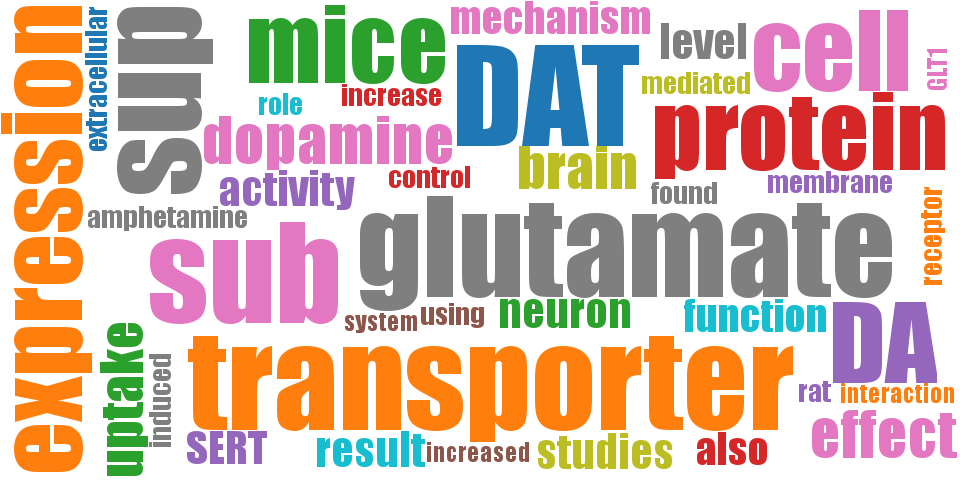 expression
extracellular
sup
mice
mechanism
level
cell
GLT1
role
increase
DAT
mediated
protein
dopamine
brain
activity
control
found
membrane
amphetamine
receptor
sub
glutamate
system
using
neuron
function
DA
uptake
induced
transporter
rat
interaction
SERT
result
increased
studies
also
effect